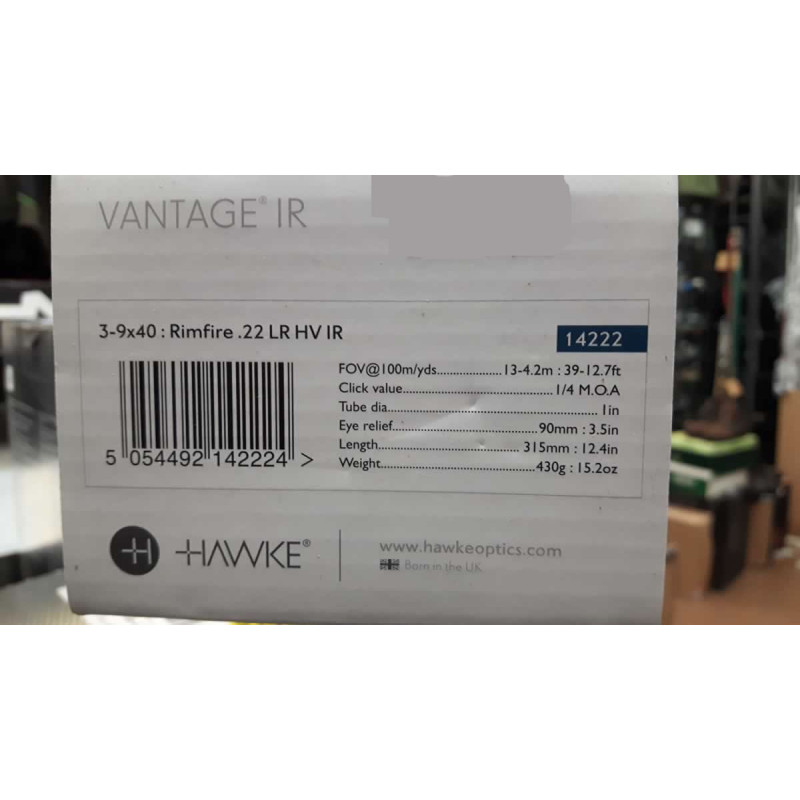 VANTAGE® IR
3-9x40 : Rimfire .22 LR HV IR
14222
FOV@100m/yds..................13-4.2m : 39-12.7ft
Click value..........................................1/4 M.O.A
Tube dia.......................................................1in
Eye relief.......................................90mm : 3.5in
Length.......................................315mm : 12.4in
Weight..........................................430g : 15.2oz
5 054492 142224 >
HAWKE®
www.hawkeoptics.com
Born in the UK